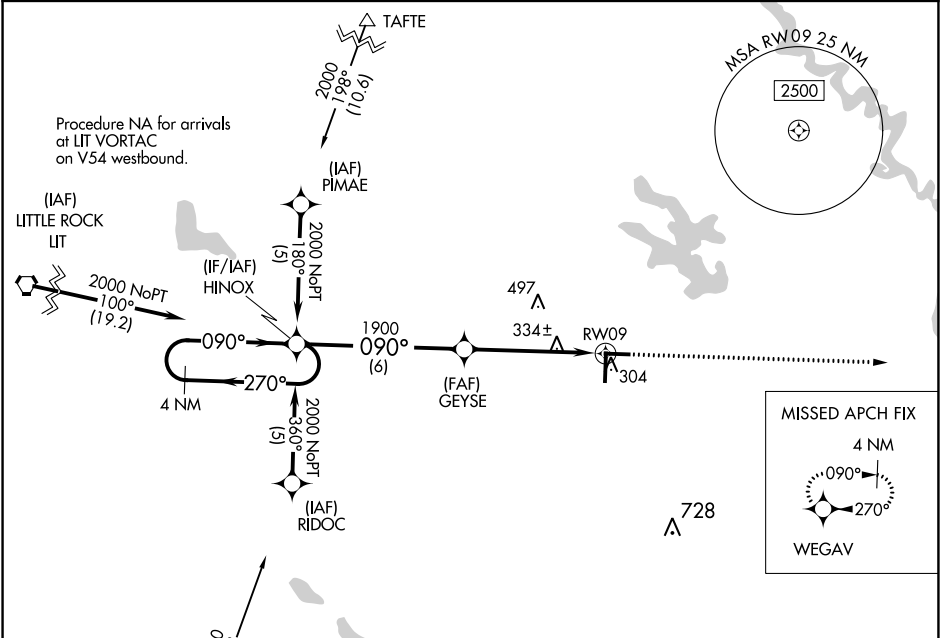 TAFTE
2000
198°
(10.6)
MSA RW09 25 NM
2500
Procedure NA for arrivals
at LIT VORTAC
on V54 westbound.
(IAF)
PIMAE
(IAF)
LITTLE ROCK
LIT
2000 NoPT
180°
(5)
(IF/IAF)
HINOX
2000 NoPT
100°
(19.2)
497
334±
RW09
1900
090°
(6)
090°
270°
4 NM
(FAF)
GEYSE
304
2000 NoPT
360°
(5)
(IAF)
RIDOC
728
MISSED APCH FIX
4 NM
090°
270°
WEGAV